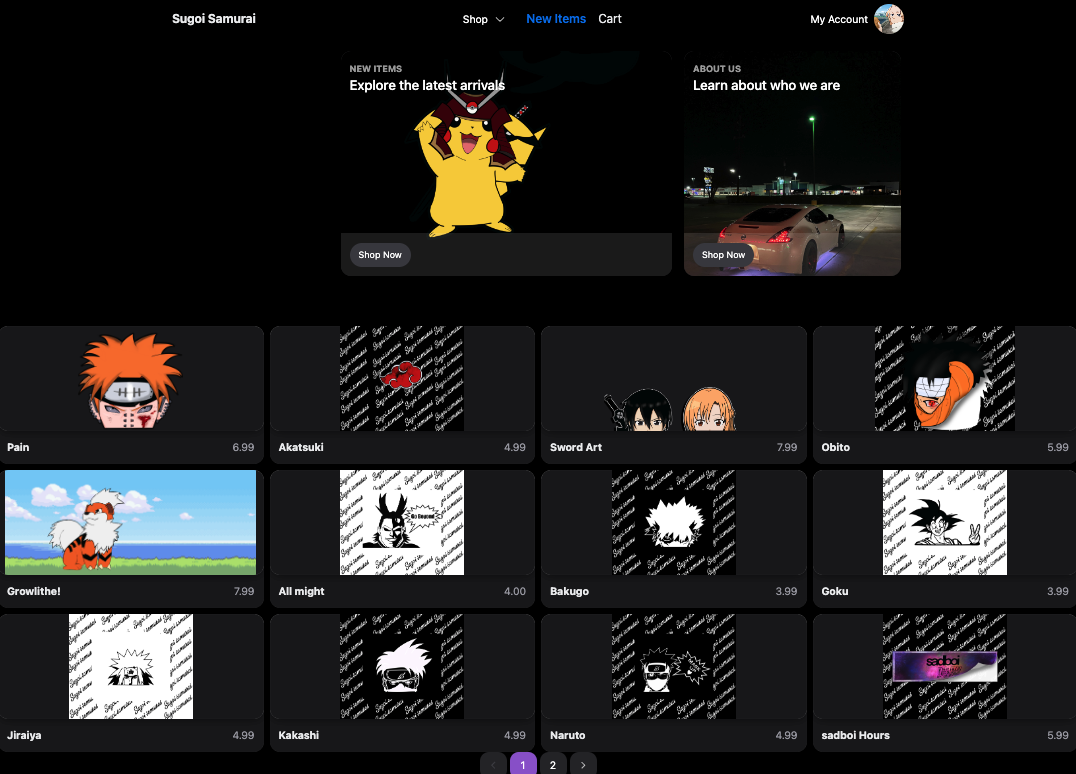 Sugoi Samurai
Shop
New Items
Cart
My Account
NEW ITEMS
Explore the latest arrivals
Shop Now
ABOUT US
Learn about who we are
Shop Now
Pain 6.99
Akatsuki 4.99
Sword Art 7.99
Obito 5.99
Go Beyond
Growlithe! 7.99
All might 4.00
Bakugo 3.99
Goku 3.99
sadboi
Jiraiya 4.99
Kakashi 4.99
Naruto 4.99
sadboi Hours 5.99
1
2